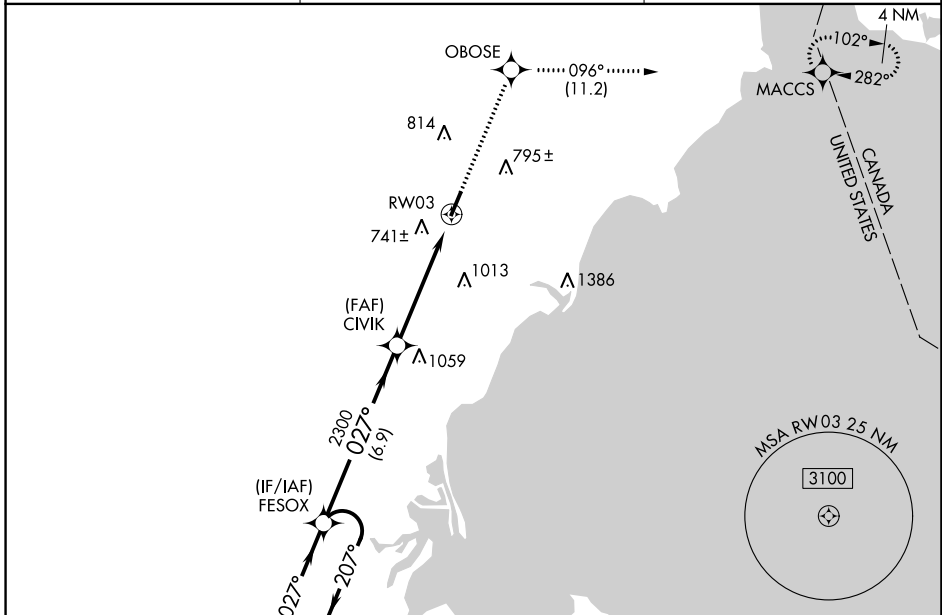 4 NM
OBOSE
096°
(11.2)
102°
282°
MACCS
814
795±
CANADA
UNITED STATES
RW03
741±
1013
1386
(FAF)
CIVIK
1059
2300
027°
(6.9)
MSA RW03 25 NM
3100
(IF/IAF)
FESOX
027°
207°